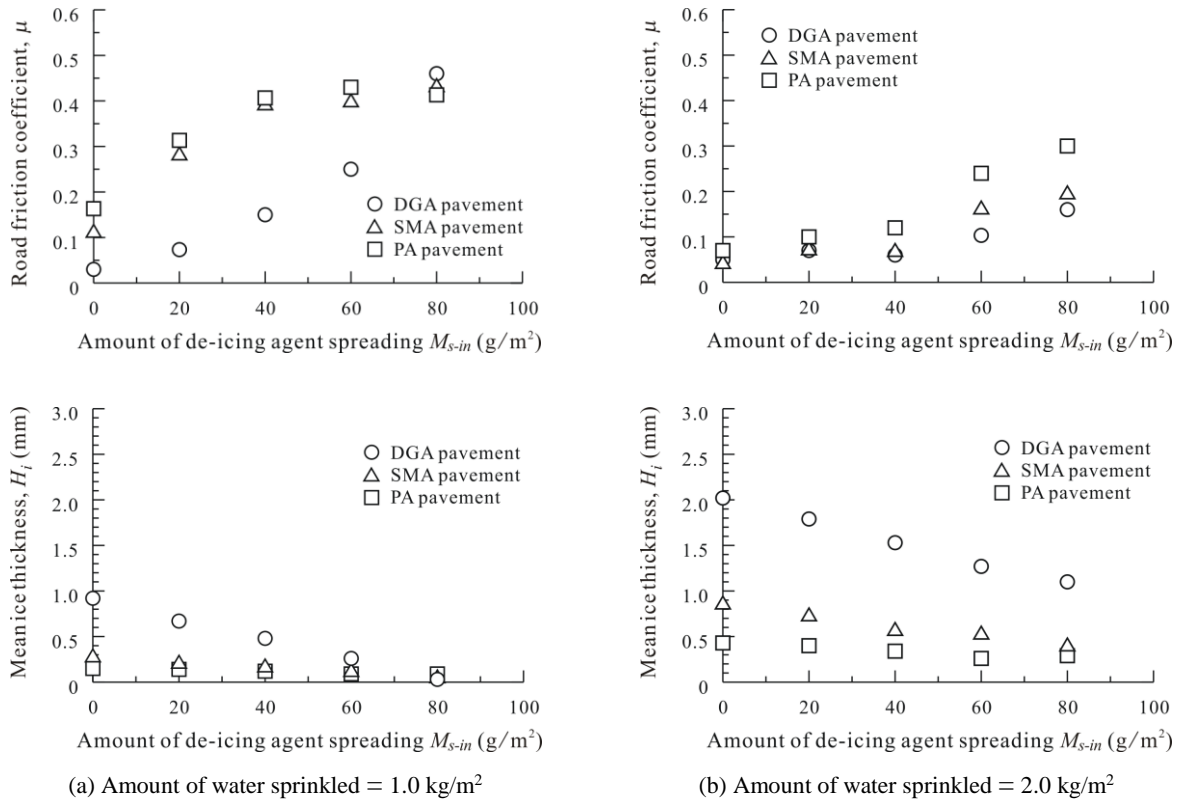 Road friction coefficient, μ
0.6
0.5
0.4
0.3
0.2
0.1
0
DGA pavement
SMA pavement
PA pavement
0 20 40 60 80 100
Amount of de-icing agent spreading Ms-in (g/m²)
Road friction coefficient, μ
0.6
0.5
0.4
0.3
0.2
0.1
0
DGA pavement
SMA pavement
PA pavement
0 20 40 60 80 100
Amount of de-icing agent spreading Ms-in (g/m²)
Mean ice thickness, Hi (mm)
3.0
2.5
2.0
1.5
1.0
0.5
0
DGA pavement
SMA pavement
PA pavement
0 20 40 60 80 100
Amount of de-icing agent spreading Ms-in (g/m²)
(a) Amount of water sprinkled = 1.0 kg/m²
Mean ice thickness, Hi (mm)
3.0
2.5
2.0
1.5
1.0
0.5
0
DGA pavement
SMA pavement
PA pavement
0 20 40 60 80 100
Amount of de-icing agent spreading Ms-in (g/m²)
(b) Amount of water sprinkled = 2.0 kg/m²